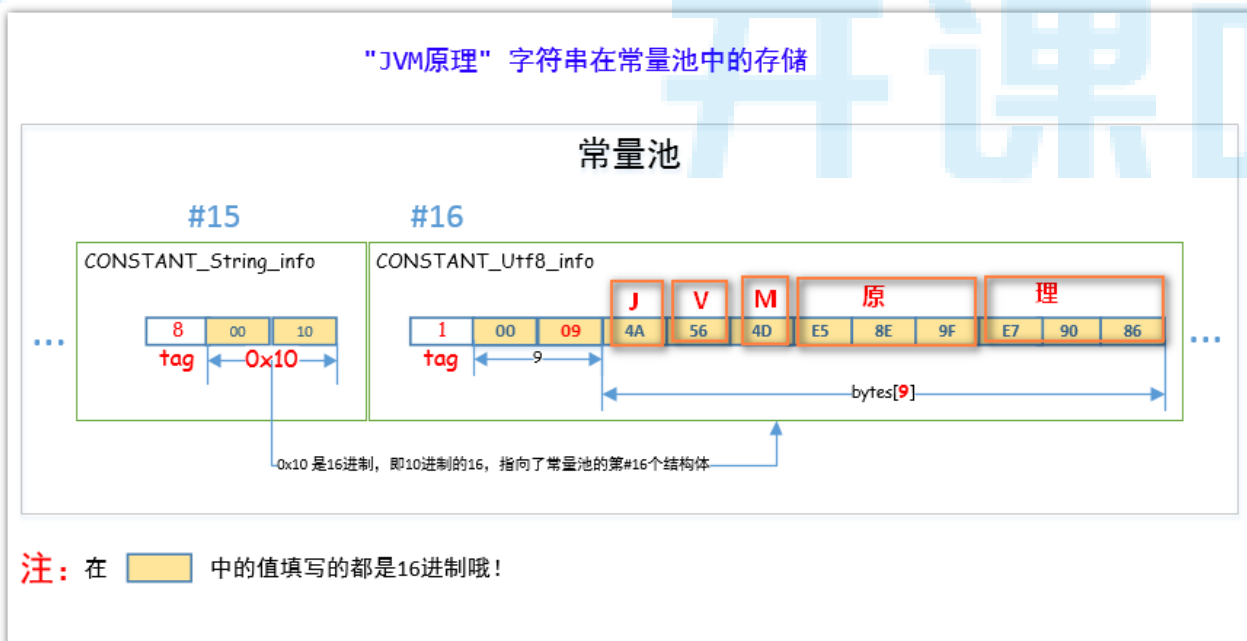 开课吧
"JVM原理" 字符串在常量池中的存储
常量池
#15 #16
CONSTANT_String_info CONSTANT_Utf8_info
J V M 原 理
... 8 00 10 1 00 09 4A 56 4D E5 8E 9F E7 90 86 ...
tag 0x10 tag 9
bytes[9]
0x10 是16进制，即10进制的16，指向了常量池的第#16个结构体
注：在 中的值填写的都是16进制哦！